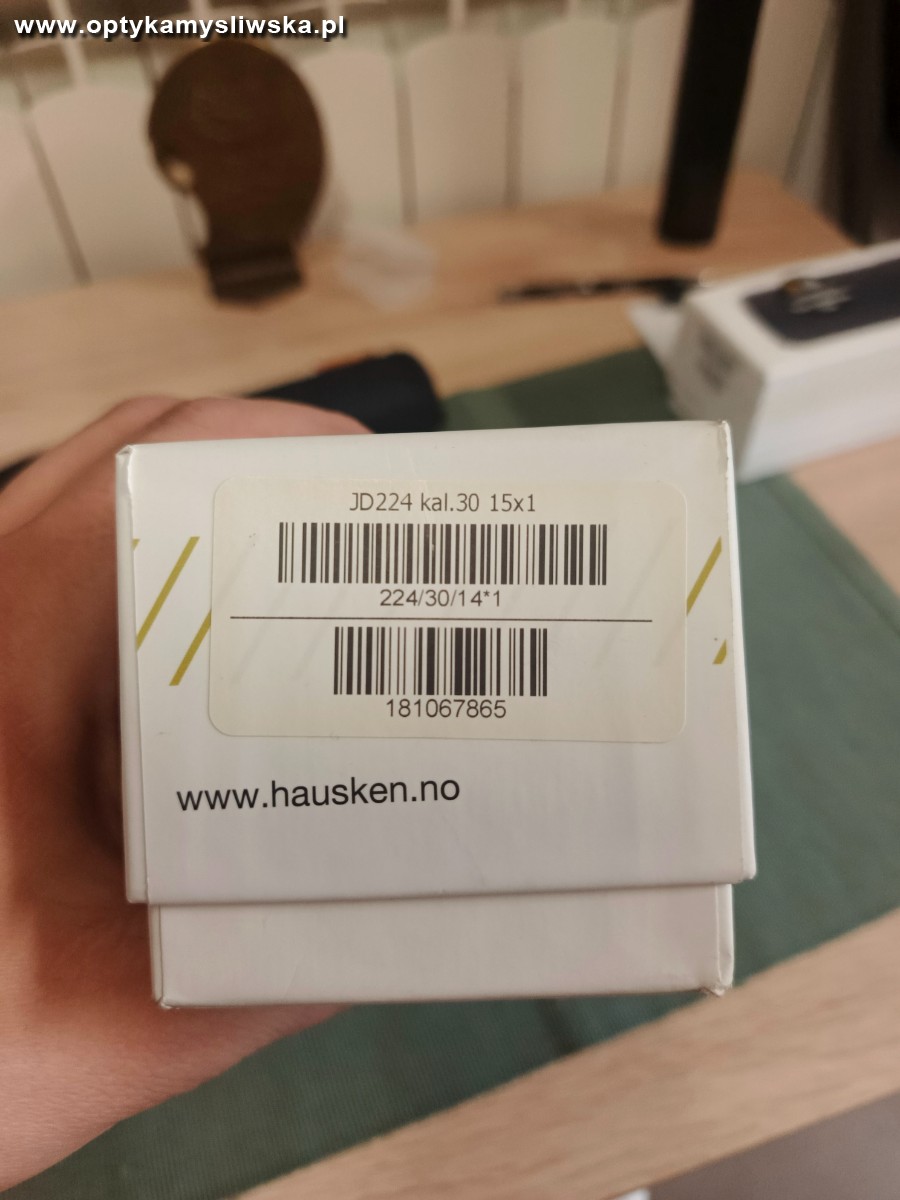 www.optykamysliwska.pl
JD224 kal.30 15x1
224/30/14*1
181067865
www.hausken.no